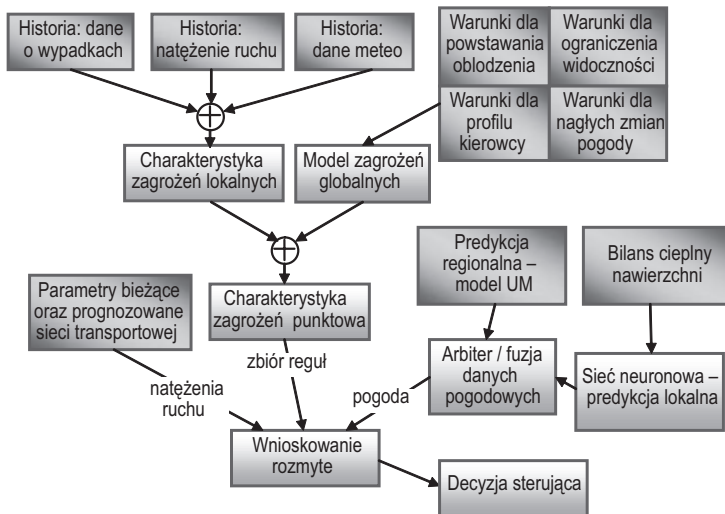 Historia: dane
o wypadkach
Historia:
natężenie ruchu
Historia:
dane meteo
Warunki dla
powstawania
oblodzenia
Warunki dla
ograniczenia
widoczności
Warunki dla
profilu
kierowcy
Warunki dla
nagłych zmian
pogody
Charakterystyka
zagrożeń lokalnych
Model zagrożeń
globalnych
Predykcja
regionalna –
model UM
Bilans cieplny
nawierzchni
Parametry bieżące
oraz prognozowane
sieci transportowej
Charakterystyka
zagrożeń punktowa
zbiór reguł
natężenia
ruchu
pogoda
Arbiter / fuzja
danych
pogodowych
Sieć neuronowa –
predykcja lokalna
Wnioskowanie
rozmyte
Decyzja sterująca